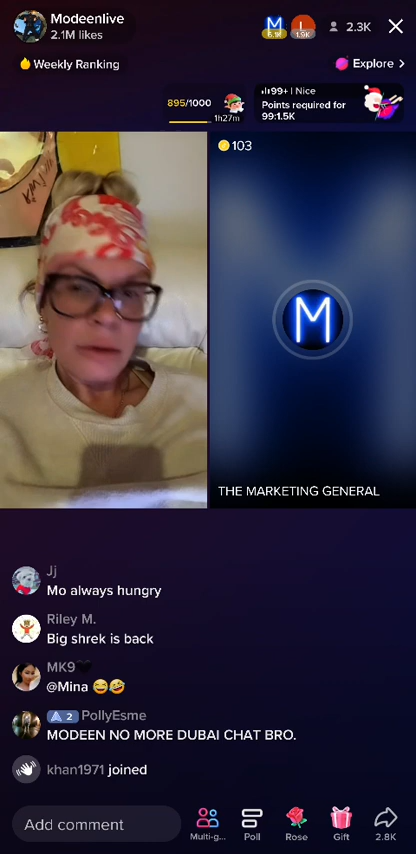 Modeenlive
2.1M likes
M
L
1.9K
2.3K
Weekly Ranking
Explore
895/1000
1h27m
99+ | Nice
Points required for
99:1.5K
103
M
THE MARKETING GENERAL
Jj
Mo always hungry
Riley M.
Big shrek is back
MK9🖤
@Mina 😂🤣
2 PollyEsme
MODEEN NO MORE DUBAI CHAT BRO.
khan1971 joined
Add comment
Multi-g...
Poll
Rose
Gift
2.8K